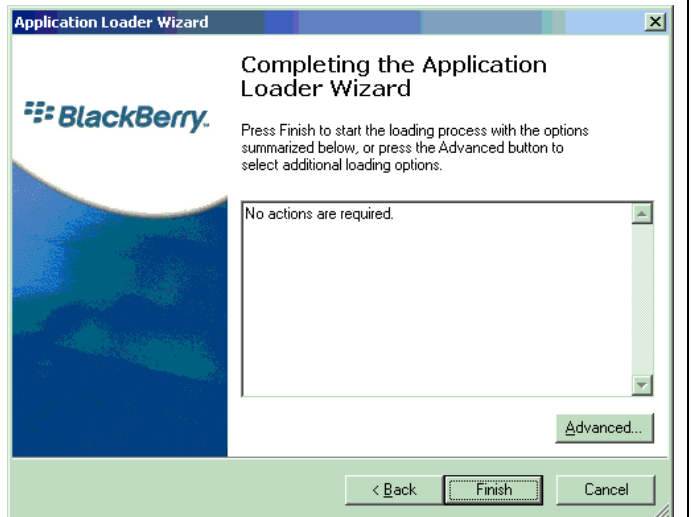 Application Loader Wizard
Completing the Application
Loader Wizard
BlackBerry.
Press Finish to start the loading process with the options
summarized below, or press the Advanced button to
select additional loading options.
No actions are required.
Advanced...
< Back
Finish
Cancel